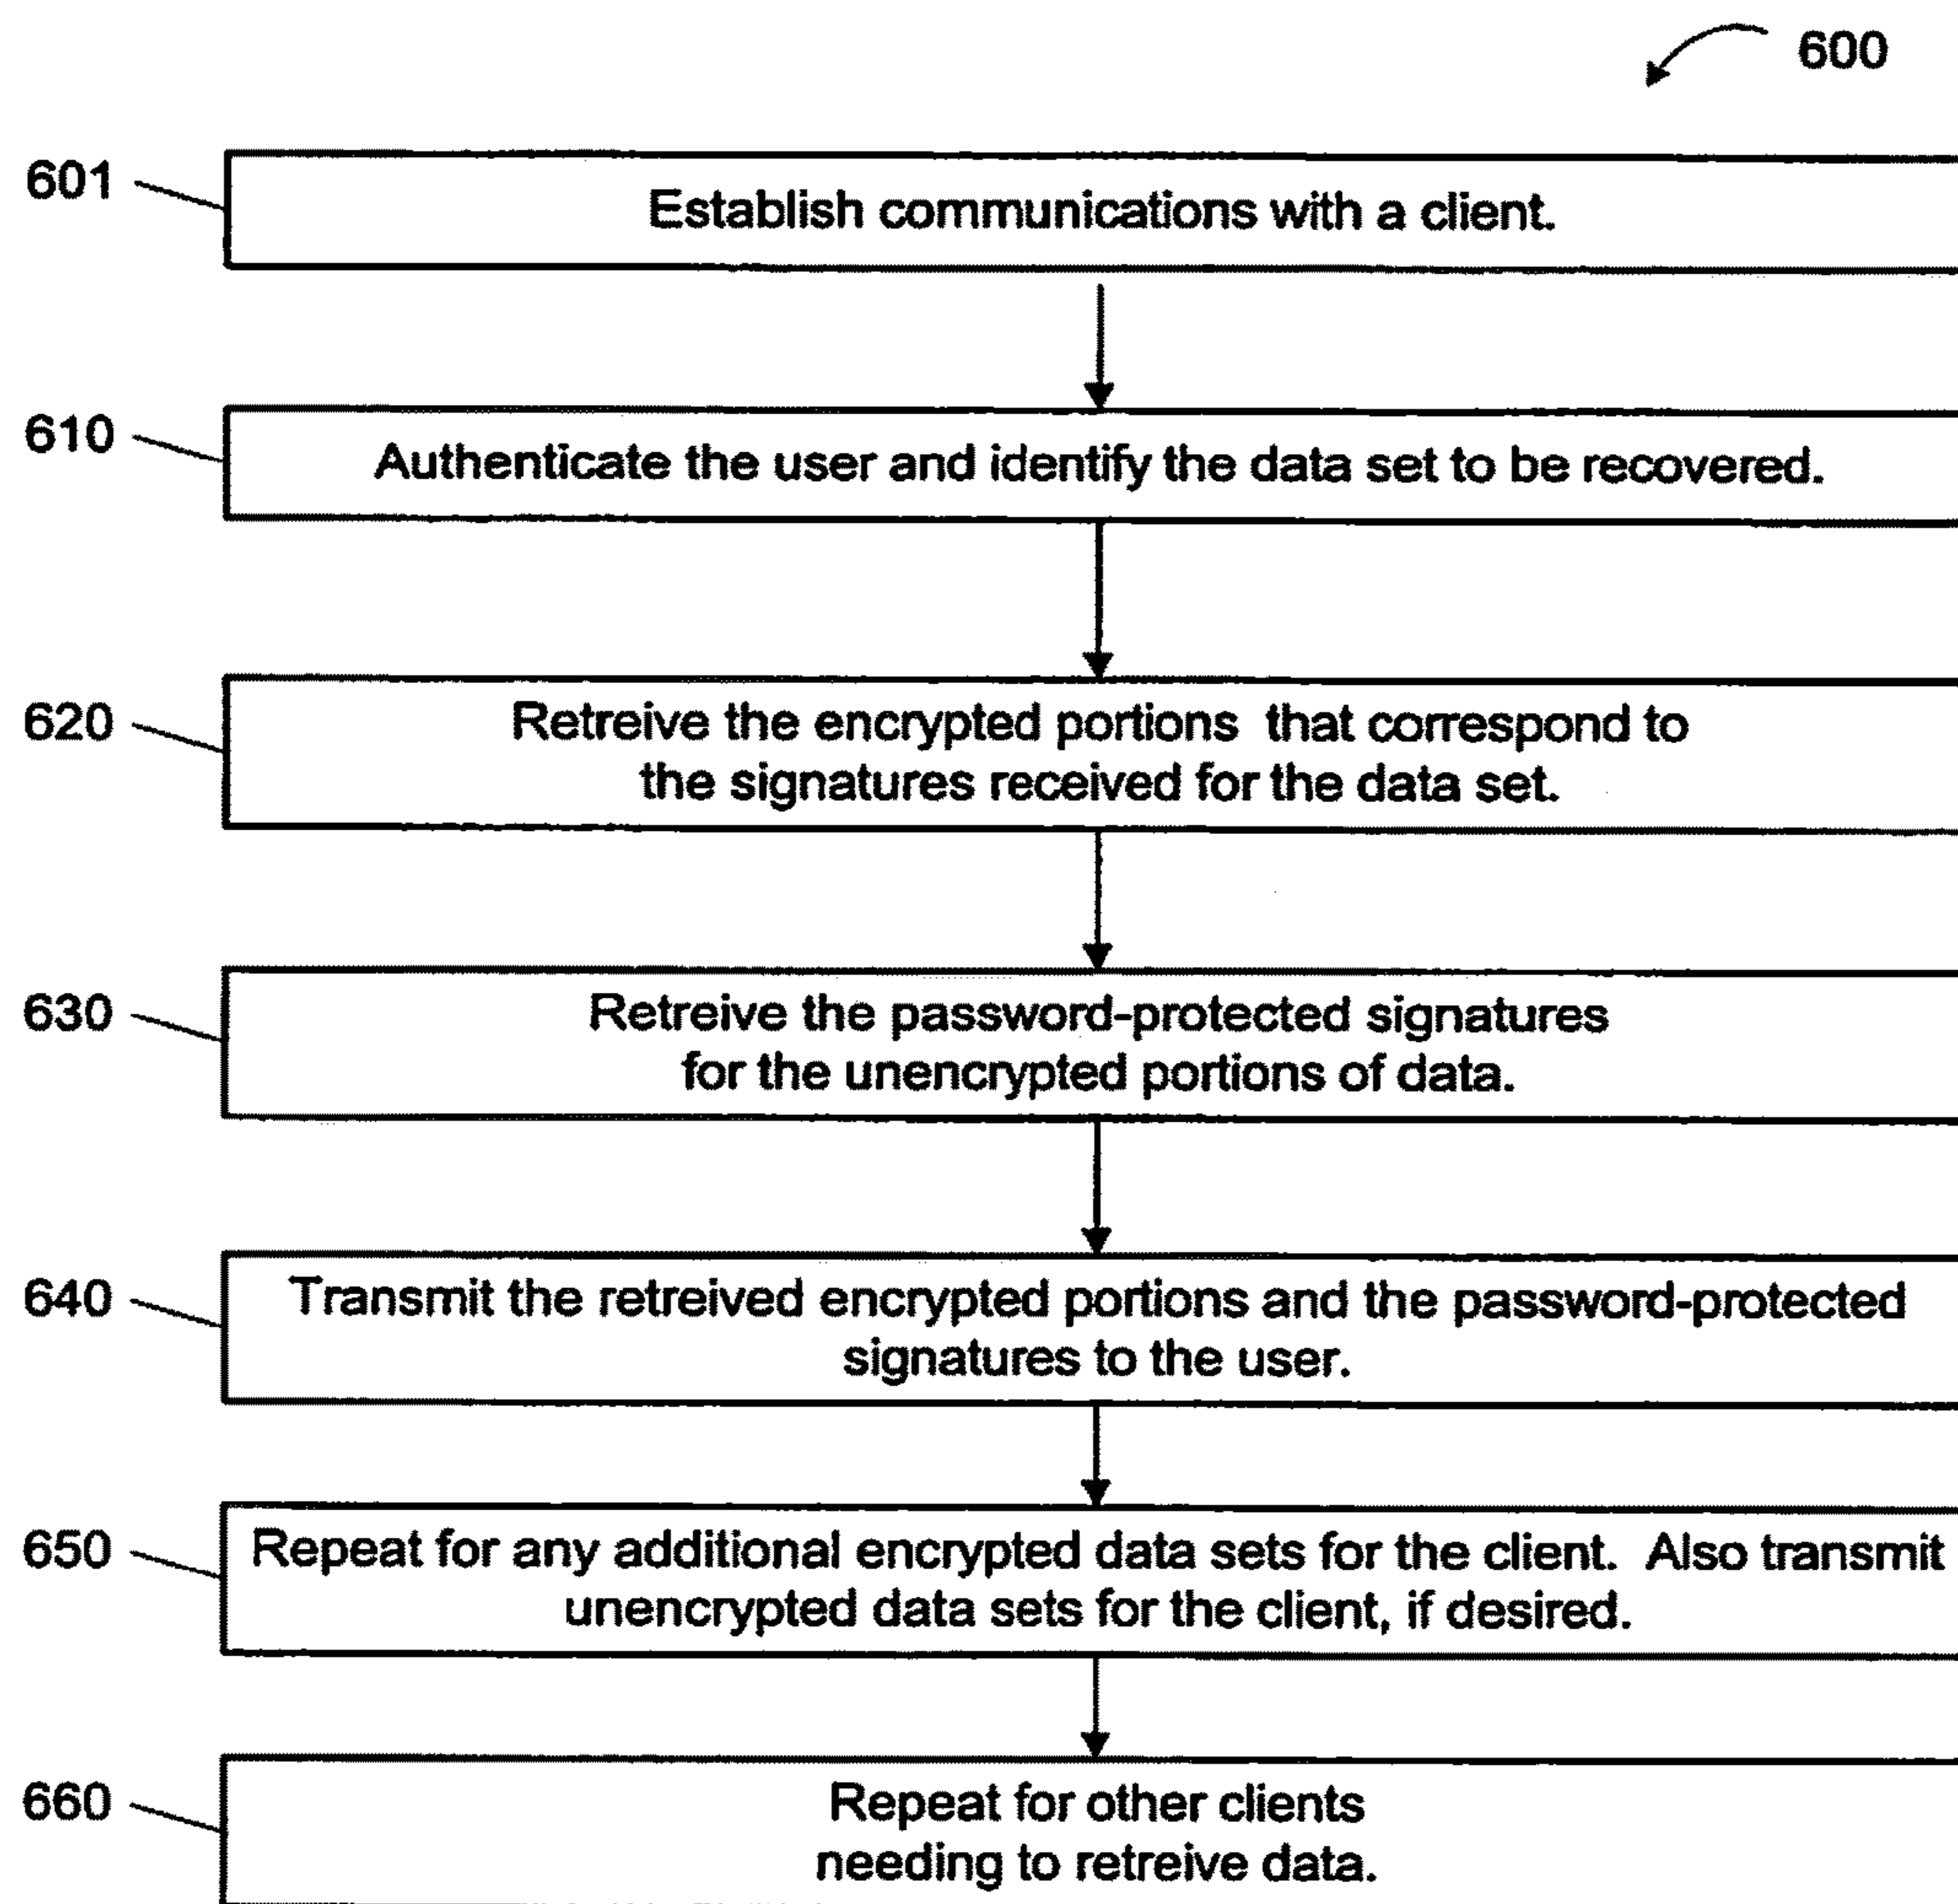 600
601
Establish communications with a client.
610
Authenticate the user and identify the data set to be recovered.
620
Retreive the encrypted portions that correspond to
the signatures received for the data set.
630
Retreive the password-protected signatures
for the unencrypted portions of data.
640
Transmit the retreived encrypted portions and the password-protected
signatures to the user.
650
Repeat for any additional encrypted data sets for the client. Also transmit
unencrypted data sets for the client, if desired.
660
Repeat for other clients
needing to retreive data.